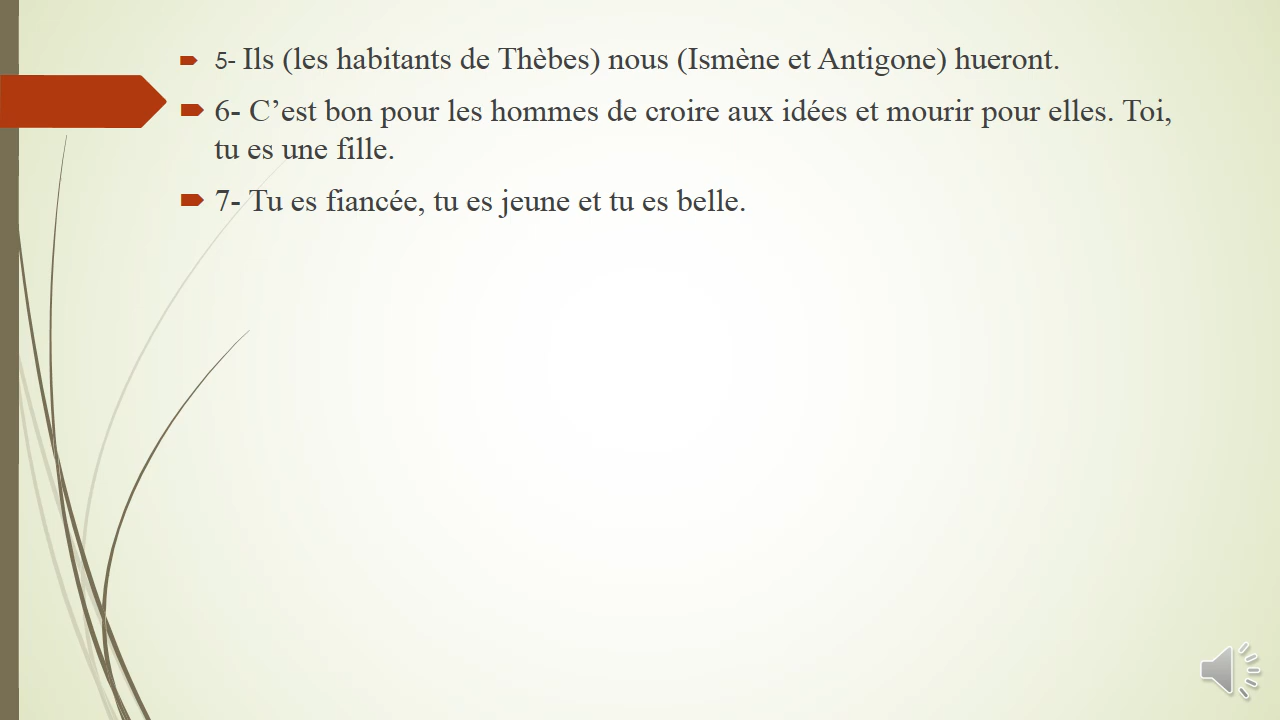 5- Ils (les habitants de Thèbes) nous (Ismène et Antigone) hueront.
6- C’est bon pour les hommes de croire aux idées et mourir pour elles. Toi,
tu es une fille.
7- Tu es fiancée, tu es jeune et tu es belle.